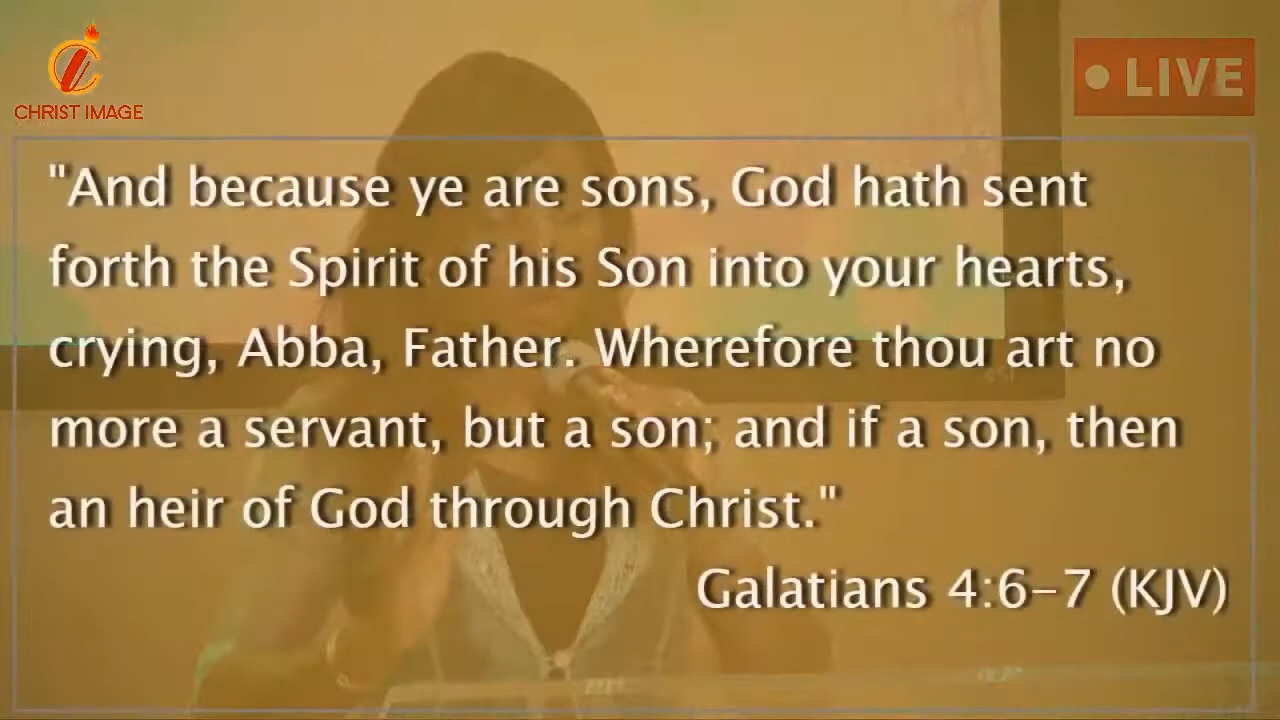 CHRIST IMAGE
LIVE
"And because ye are sons, God hath sent
forth the Spirit of his Son into your hearts,
crying, Abba, Father. Wherefore thou art no
more a servant, but a son; and if a son, then
an heir of God through Christ."
Galatians 4:6-7 (KJV)